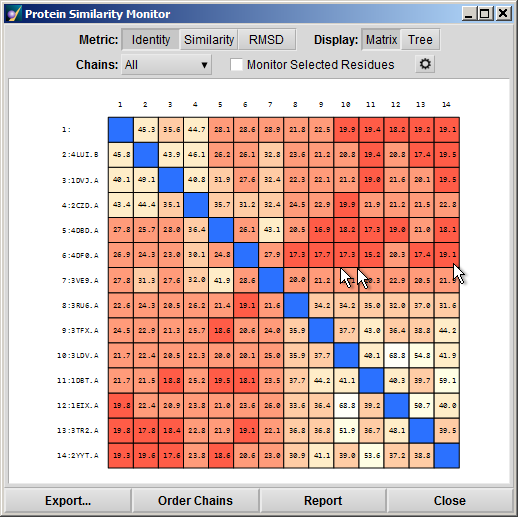 Protein Similarity Monitor
Metric: Identity Similarity RMSD Display: Matrix Tree
Chains: All Monitor Selected Residues
1 2 3 4 5 6 7 8 9 10 11 12 13 14
1: 45.3 35.6 44.7 28.1 28.6 28.9 21.8 22.5 19.9 19.4 18.2 19.2 19.1
2:4LUI.B 45.8 43.9 46.1 26.2 26.1 32.8 23.6 21.2 20.8 19.4 20.8 17.4 19.5
3:1DVJ.A 40.1 49.1 40.8 31.9 27.6 32.4 22.3 21.2 21.2 19.0 21.6 20.1 19.5
4:2CZD.A 43.4 44.4 35.1 35.7 31.2 32.4 24.5 22.9 19.9 21.9 21.5 22.8
5:4DBD.A 27.8 25.7 28.0 36.4 26.1 43.1 20.5 16.9 18.2 17.3 19.0 21.0 18.1
6:4DF0.A 26.9 24.3 23.0 30.1 24.8 27.9 17.3 17.7 17.3 15.2 20.3 17.4 19.1
7:3VE9.A 27.8 31.3 27.6 32.0 41.9 28.6 20.0 21.2 22.9 20.5
8:3RU6.A 22.6 24.3 20.5 26.2 21.4 19.1 21.6 34.2 34.2 35.0 32.0 37.0 31.6
9:3TFX.A 24.5 22.9 21.3 25.7 18.6 20.6 24.0 35.9 37.7 43.0 36.4 38.8 44.2
10:3LDV.A 21.7 22.4 20.5 22.3 20.0 20.1 25.0 35.9 37.7 40.1 68.8 54.8 41.9
11:1DBT.A 21.7 21.5 18.8 25.2 19.5 18.1 23.5 37.7 44.2 41.1 40.3 39.7 59.1
12:1EIX.A 19.8 22.4 20.9 23.8 21.0 23.6 26.0 33.6 36.4 68.8 39.2 50.7 40.0
13:3TR2.A 19.8 17.8 18.4 22.8 21.9 19.1 22.1 36.8 36.8 51.9 36.7 48.1 39.5
14:2YYT.A 19.3 19.6 17.6 23.8 18.6 20.6 23.0 30.9 41.1 39.0 53.6 37.2 38.8
Export... Order Chains Report Close